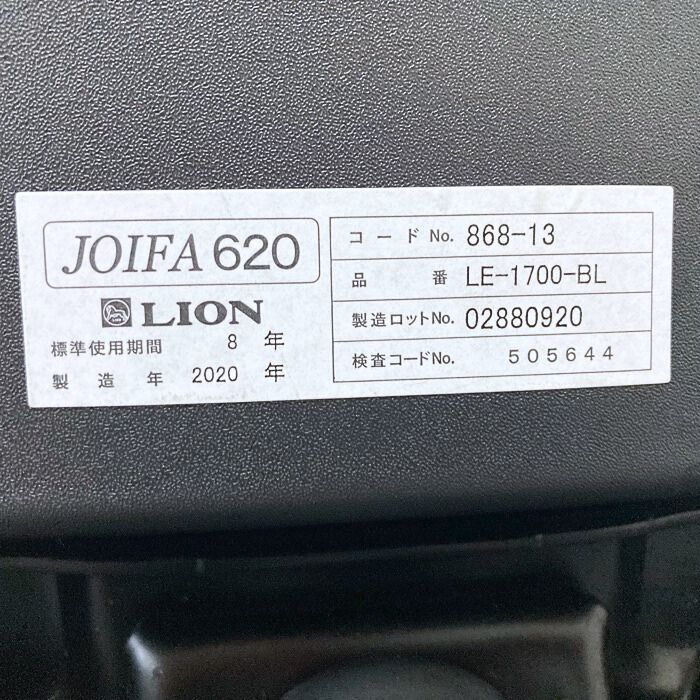 JOIFA 620
LION
標準使用期間 8 年
製造年 2020 年
コードNo. 868-13
品番 LE-1700-BL
製造ロットNo. 02880920
検査コードNo. 505644